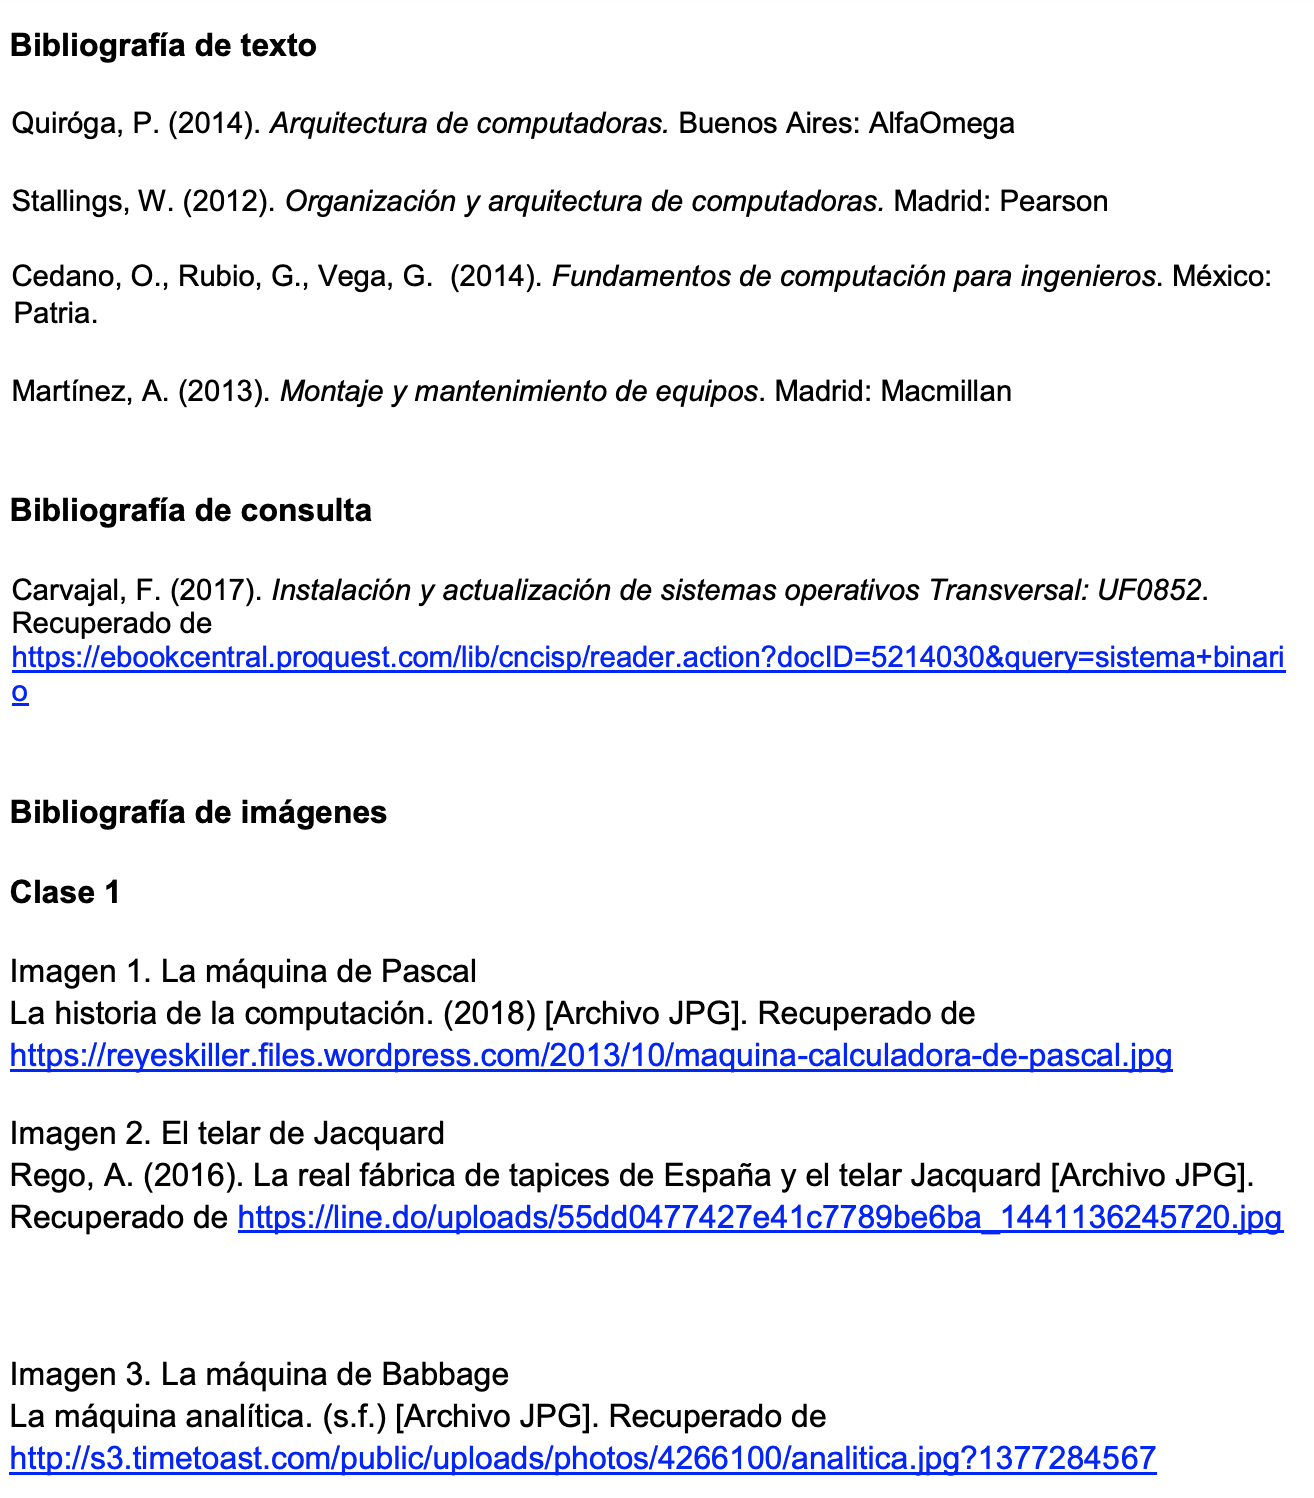 Bibliografía de texto
Quiróga, P. (2014). Arquitectura de computadoras. Buenos Aires: AlfaOmega
Stallings, W. (2012). Organización y arquitectura de computadoras. Madrid: Pearson
Cedano, O., Rubio, G., Vega, G.  (2014). Fundamentos de computación para ingenieros. México:
Patria.
Martínez, A. (2013). Montaje y mantenimiento de equipos. Madrid: Macmillan
Bibliografía de consulta
Carvajal, F. (2017). Instalación y actualización de sistemas operativos Transversal: UF0852.
Recuperado de
https://ebookcentral.proquest.com/lib/cncisp/reader.action?docID=5214030&query=sistema+binari
o
Bibliografía de imágenes
Clase 1
Imagen 1. La máquina de Pascal
La historia de la computación. (2018) [Archivo JPG]. Recuperado de
https://reyeskiller.files.wordpress.com/2013/10/maquina-calculadora-de-pascal.jpg
Imagen 2. El telar de Jacquard
Rego, A. (2016). La real fábrica de tapices de España y el telar Jacquard [Archivo JPG].
Recuperado de https://line.do/uploads/55dd0477427e41c7789be6ba_1441136245720.jpg
Imagen 3. La máquina de Babbage
La máquina analítica. (s.f.) [Archivo JPG]. Recuperado de
http://s3.timetoast.com/public/uploads/photos/4266100/analitica.jpg?1377284567